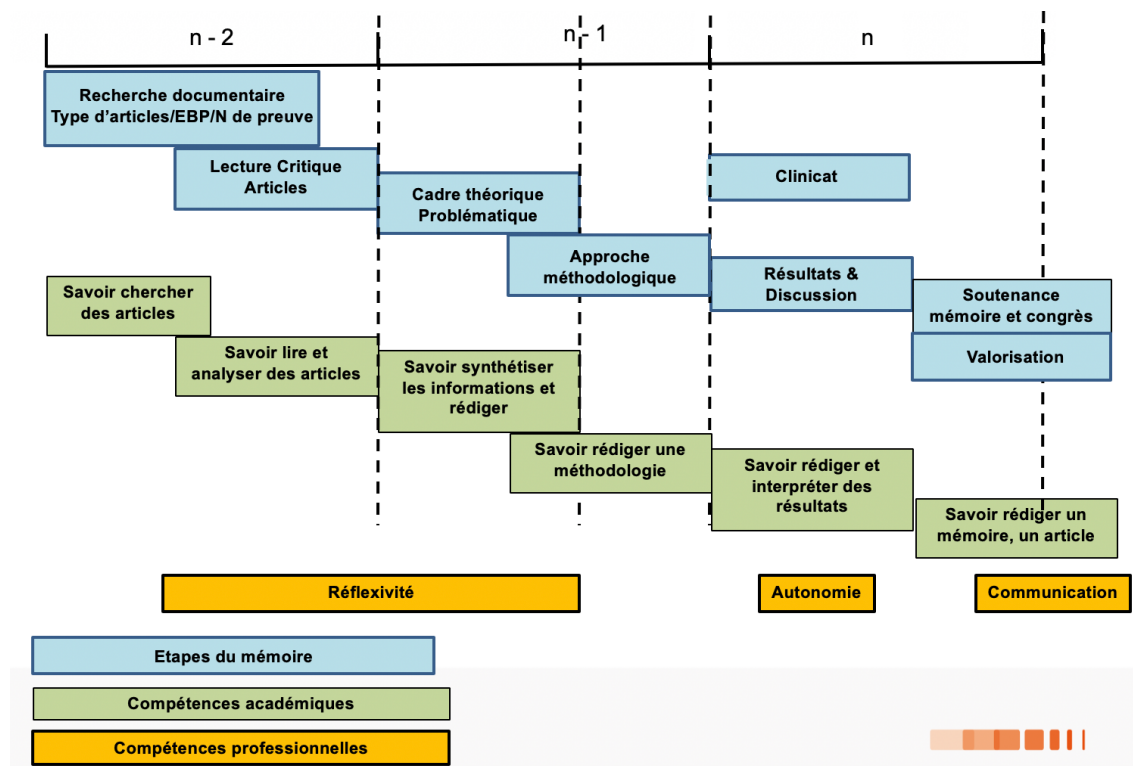 n - 2
n - 1
n
Recherche documentaire
Type d’articles/EBP/N de preuve
Lecture Critique
Articles
Cadre théorique
Problématique
Clinicat
Approche
méthodologique
Résultats &
Discussion
Soutenance
mémoire et congrès
Valorisation
Savoir chercher
des articles
Savoir lire et
analyser des articles
Savoir synthétiser
les informations et
rédiger
Savoir rédiger une
méthodologie
Savoir rédiger et
interpréter des
résultats
Savoir rédiger un
mémoire, un article
Réflexivité
Autonomie
Communication
Etapes du mémoire
Compétences académiques
Compétences professionnelles